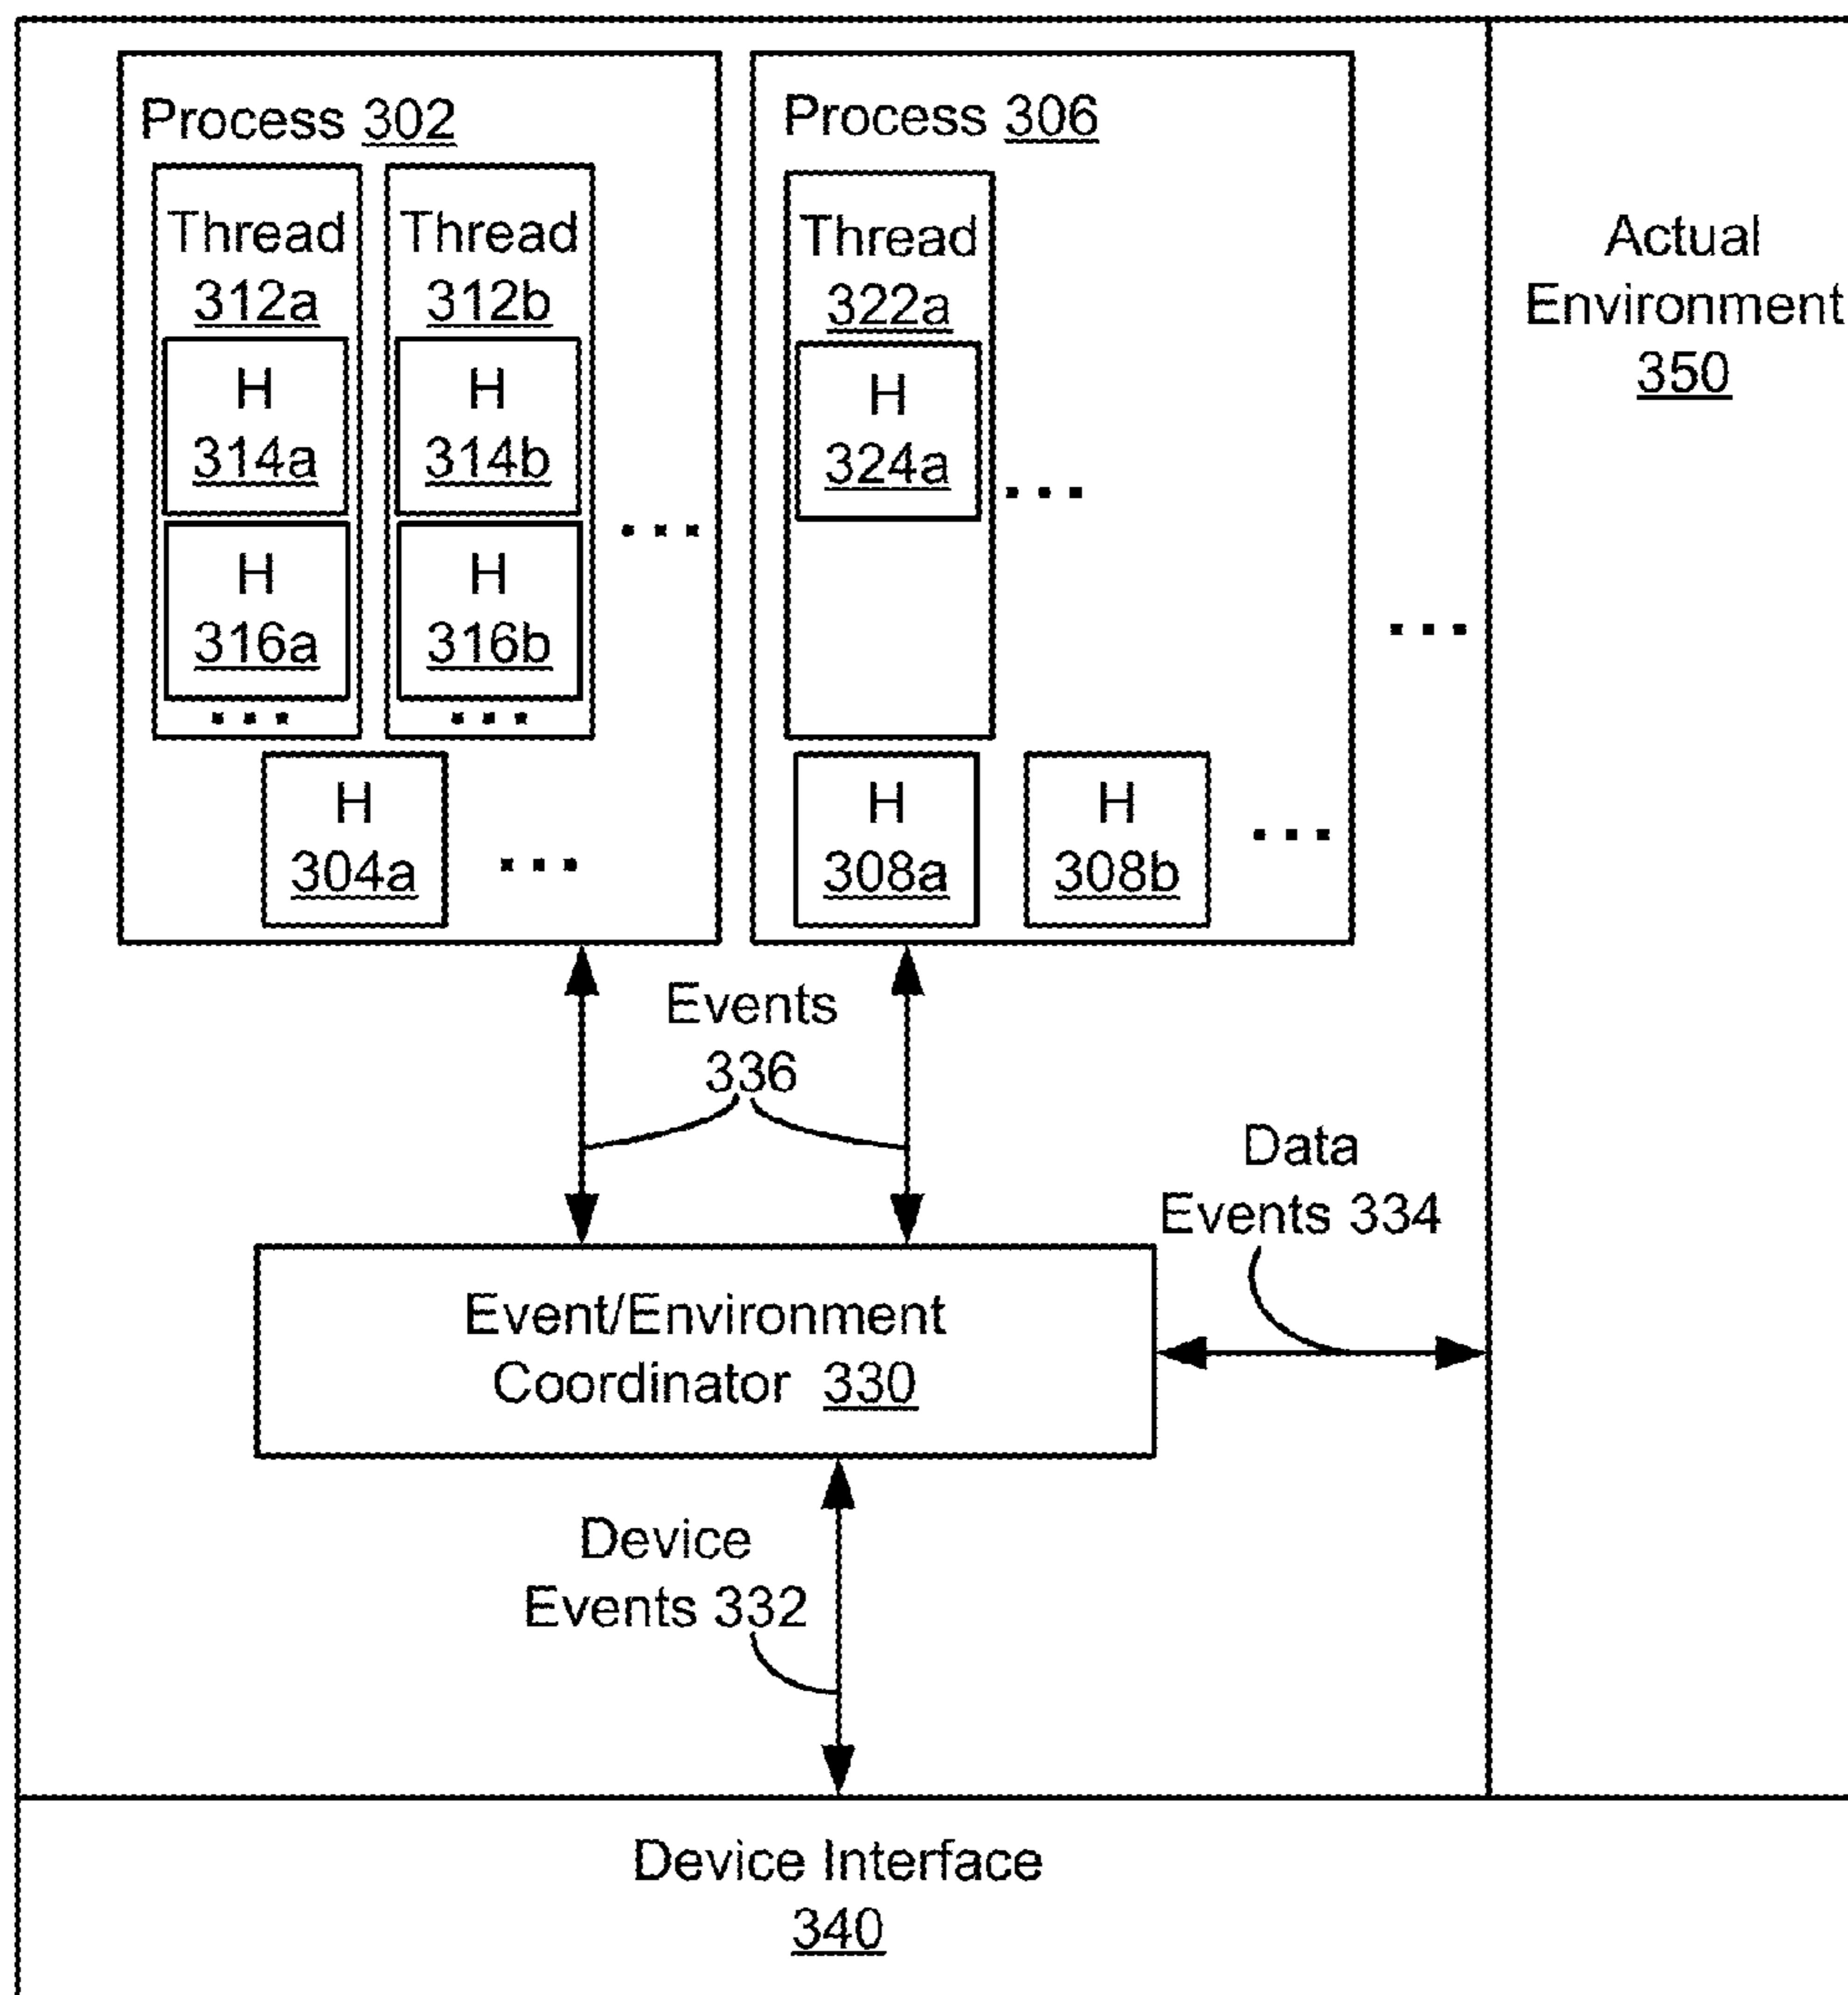 Process 302
Thread
312a
H
314a
H
316a
...
Thread
312b
H
314b
H
316b
...
...
H
304a
...
Process 306
Thread
322a
H
324a
...
H
308a
H
308b
...
...
Actual
Environment
350
Events
336
Data
Events 334
Event/Environment
Coordinator 330
Device
Events 332
Device Interface
340